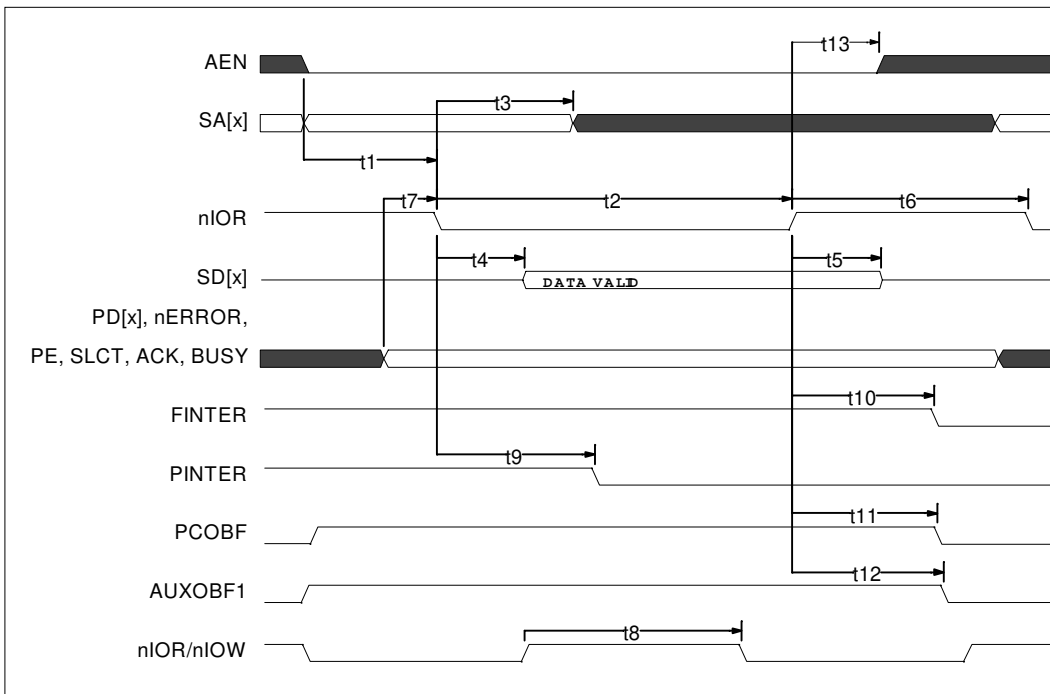 t13
AEN
t3
SA[x]
t1
t7
t2
t6
nIOR
t4
t5
SD[x]
DATA VALID
PD[x], nERROR,
PE, SLCT, ACK, BUSY
t10
FINTER
t9
PINTER
t11
PCOBF
t12
AUXOBF1
t8
nIOR/nIOW